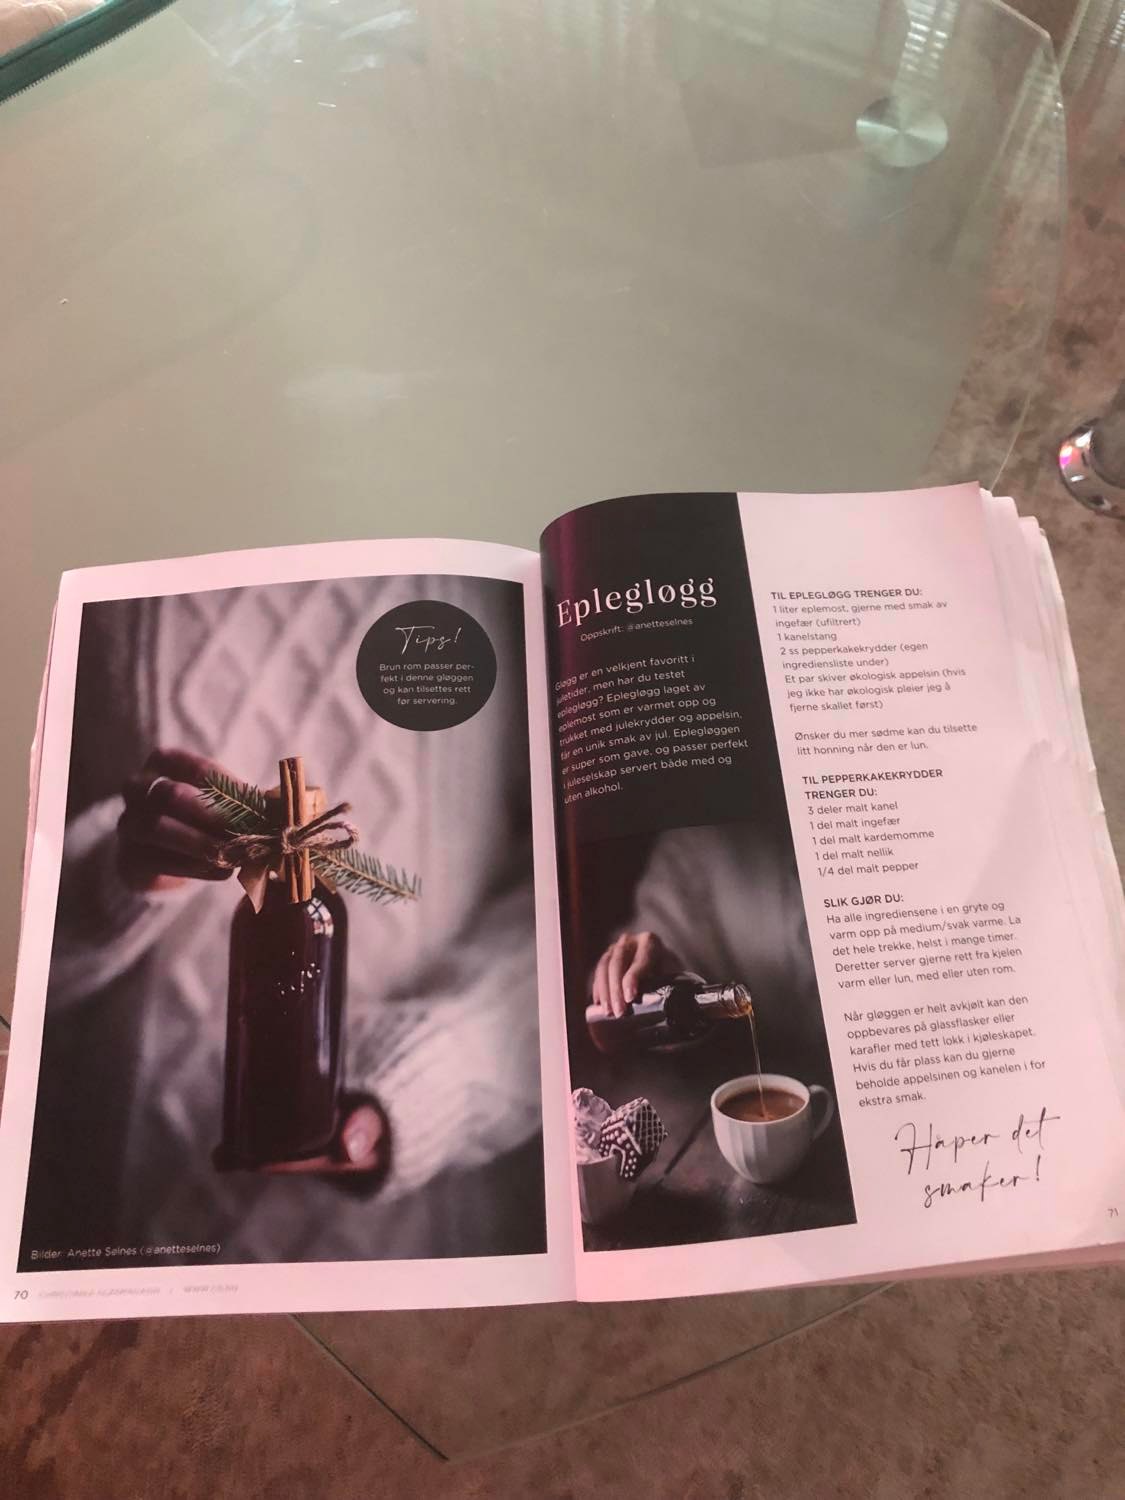 Tips!
Brun rom passer per-
fekt i denne gløggen
og kan tilsettes rett
før servering.
Bilder: Anette Selnes (@anetteselnes)
70
Eplegløgg
Oppskrift: @anetteselnes
Gløgg er en velkjent favoritt i
juletider, men har du testet
eplegløgg? Eplegløgg laget av
eplemost som er varmet opp og
trukket med julekrydder og appelsin,
får en unik smak av jul. Eplegløggen
er super som gave, og passer perfekt
i juleselskap servert både med og
uten alkohol.
TIL EPLEGLØGG TRENGER DU:
1 liter eplemost, gjerne med smak av
ingefær (ufiltrert)
1 kanelstang
2 ss pepperkakekrydder (egen
ingrediensliste under)
Et par skiver økologisk appelsin (hvis
jeg ikke har økologisk pleier jeg å
fjerne skallet først)
Ønsker du mer sødme kan du tilsette
litt honning når den er lun.
TIL PEPPERKAKEKRYDDER
TRENGER DU:
3 deler malt kanel
1 del malt ingefær
1 del malt kardemomme
1 del malt nellik
1/4 del malt pepper
SLIK GJØR DU:
Ha alle ingrediensene i en gryte og
varm opp på medium/svak varme. La
det hele trekke, helst i mange timer.
Deretter server gjerne rett fra kjelen
varm eller lun, med eller uten rom.
Når gløggen er helt avkjølt kan den
oppbevares på glassflasker eller
karafler med tett lokk i kjøleskapet.
Hvis du får plass kan du gjerne
beholde appelsinen og kanelen i for
ekstra smak.
Håper det
smaker!
71